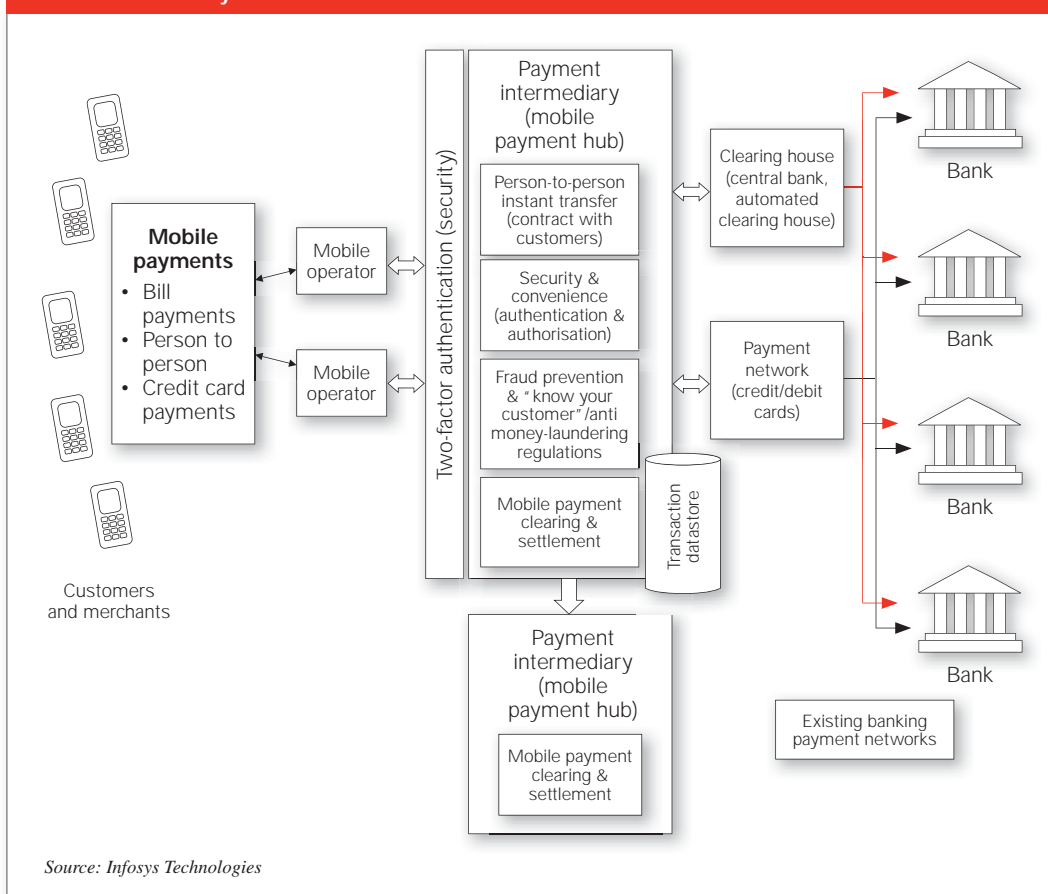 Mobile
payments
• Bill
payments
• Person to
person
• Credit card
payments
Customers
and merchants
Mobile
operator
Mobile
operator
Two-factor authentication (security)
Payment
intermediary
(mobile
payment hub)
Person-to-person
instant transfer
(contract with
customers)
Security &
convenience
(authentication &
authorisation)
Fraud prevention
& “know your
customer”/anti
money-laundering
regulations
Mobile payment
clearing &
settlement
Transaction
datastore
Payment
intermediary
(mobile
payment hub)
Mobile payment
clearing &
settlement
Clearing house
(central bank,
automated
clearing house)
Payment
network
(credit/debit
cards)
Bank
Bank
Bank
Bank
Existing banking
payment networks
Source: Infosys Technologies